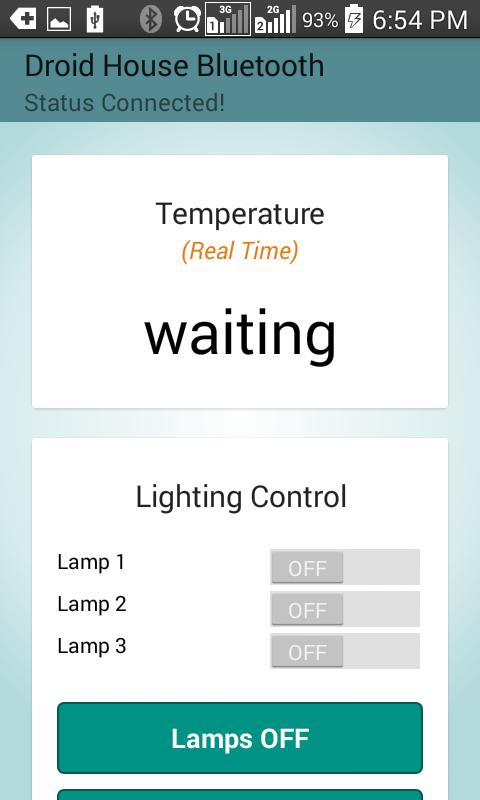 1 3G 2 2G 93% 6:54 PM
Droid House Bluetooth
Status Connected!
Temperature
(Real Time)
waiting
Lighting Control
Lamp 1 OFF
Lamp 2 OFF
Lamp 3 OFF
Lamps OFF